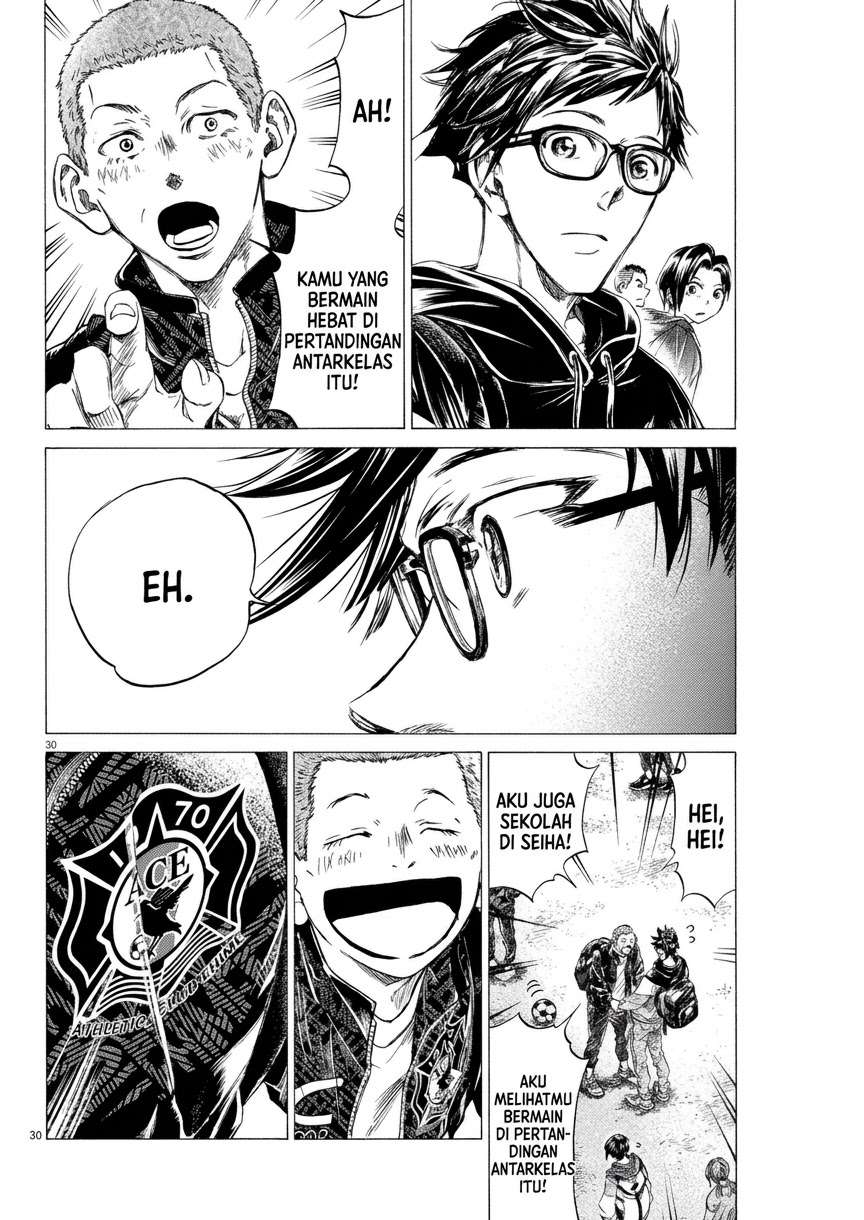 AH!
KAMU YANG
BERMAIN
HEBAT DI
PERTANDINGAN
ANTARKELAS
ITU!
EH.
30
HEI,
HEI!
AKU JUGA
SEKOLAH
DI SEIHA!
AKU
MELIHATMU
BERMAIN
DI PERTAN-
DINGAN
ANTARKELAS
ITU!
70
ACE
ATHLETIC
EHIME
30